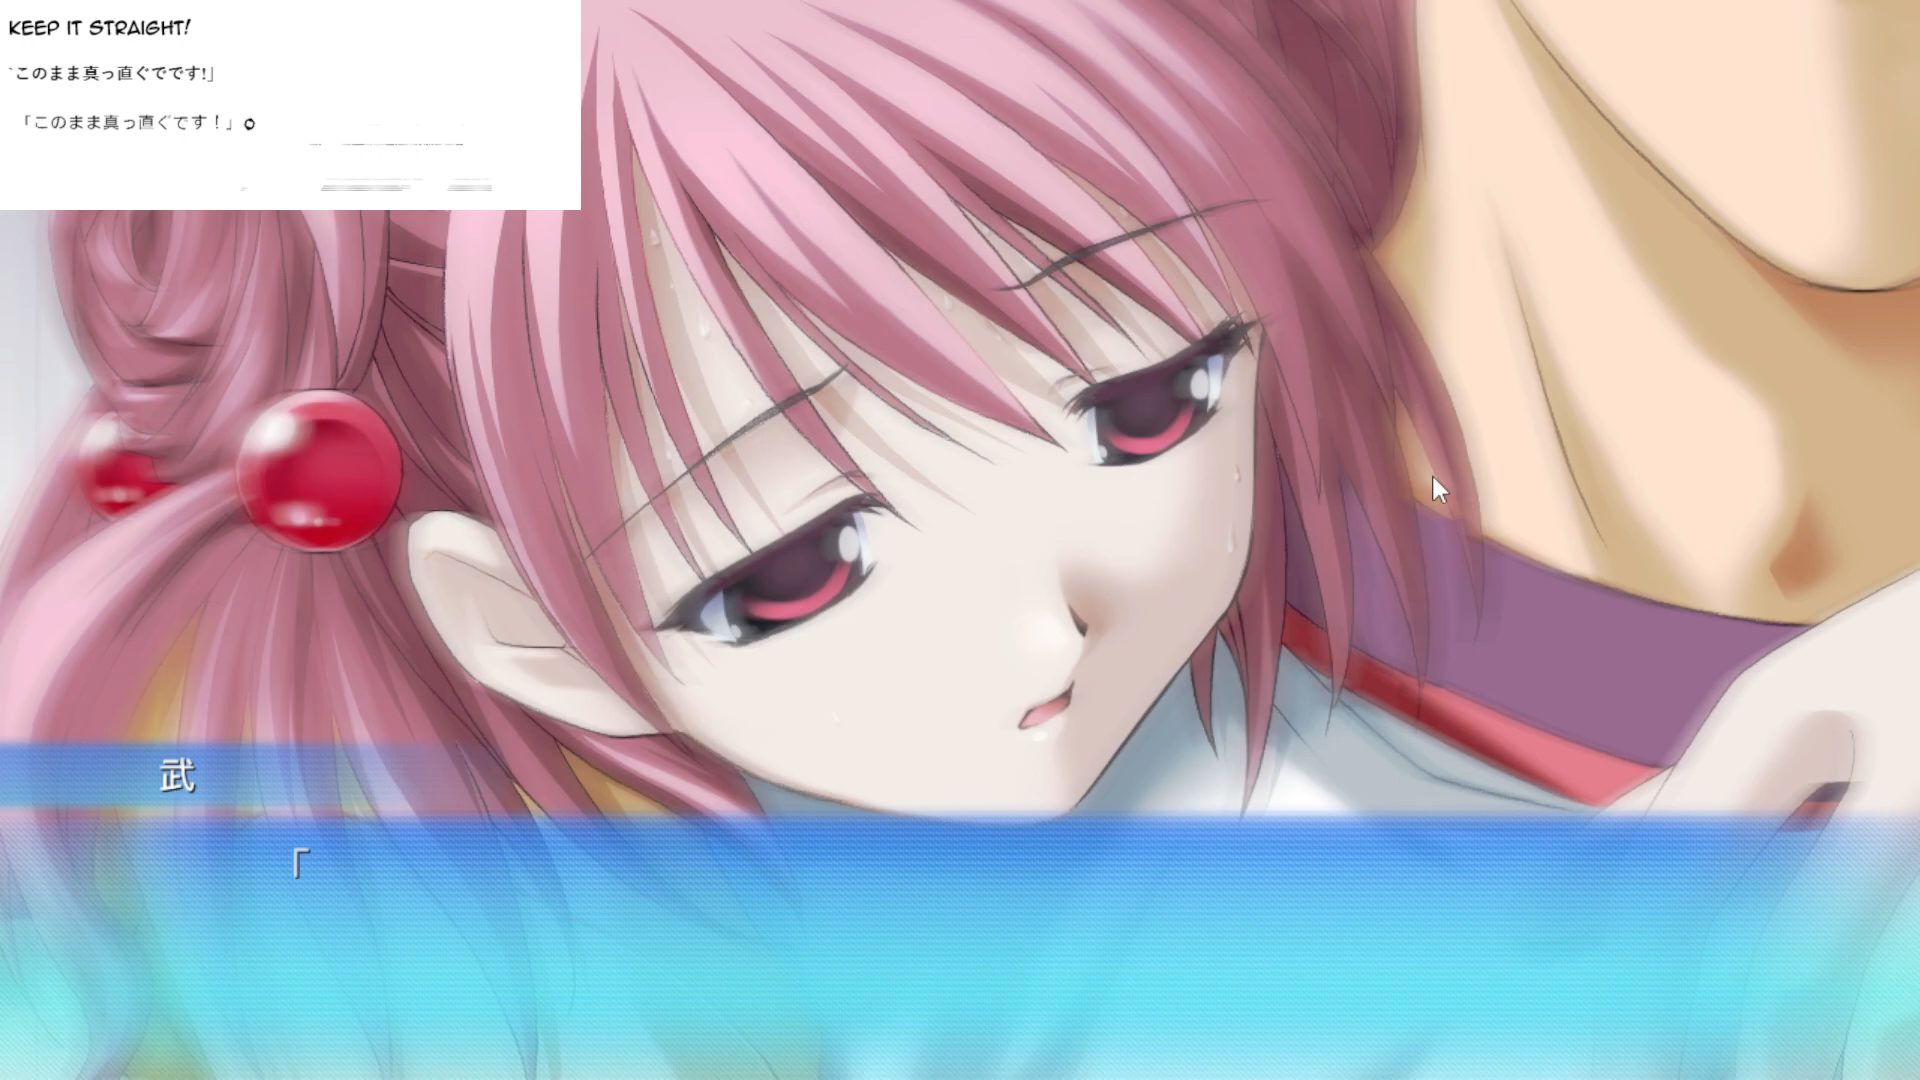 KEEP IT STRAIGHT!
`このまま真っ直ぐでです!」
「このまま真っ直ぐです！」
武
「